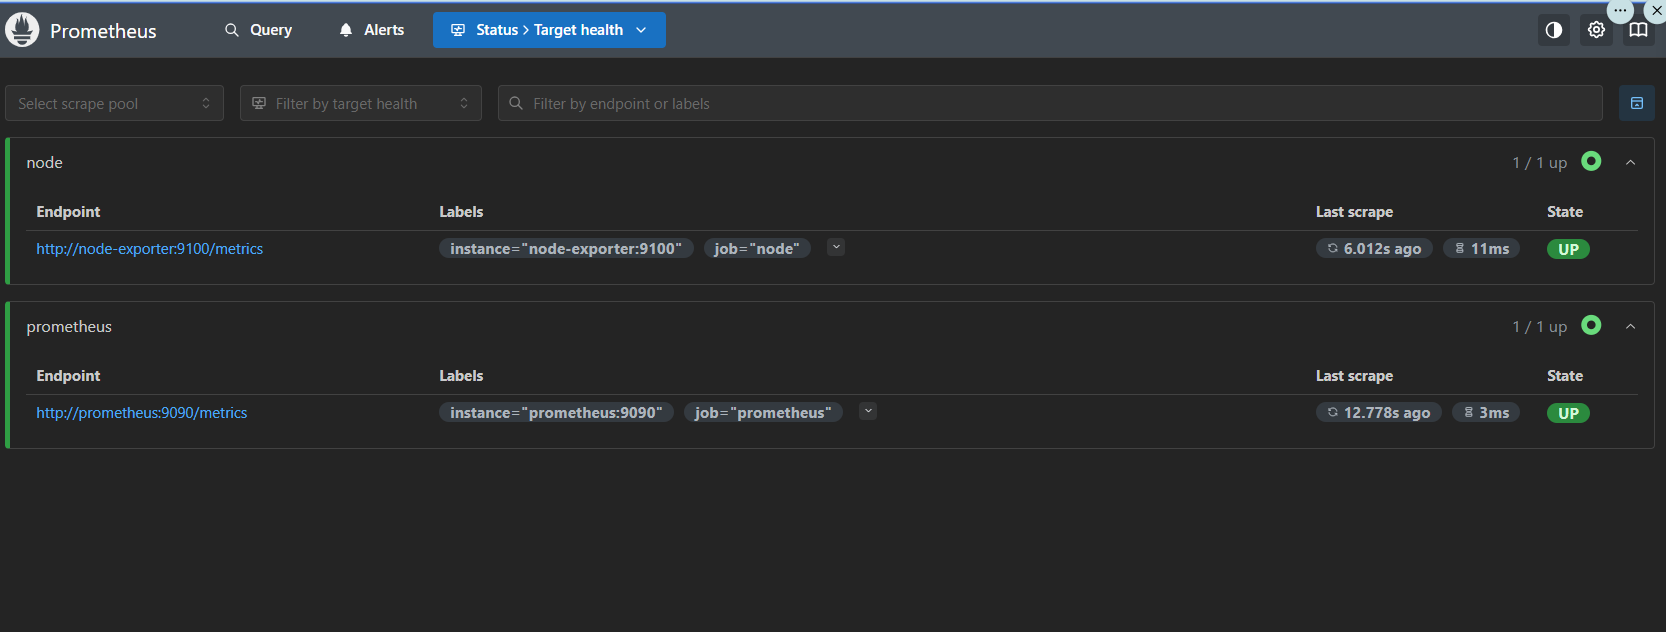 Prometheus Query Alerts Status > Target health
Select scrape pool Filter by target health Filter by endpoint or labels
node 1 / 1 up
Endpoint Labels Last scrape State
http://node-exporter:9100/metrics instance="node-exporter:9100" job="node" 6.012s ago 11ms UP
prometheus 1 / 1 up
Endpoint Labels Last scrape State
http://prometheus:9090/metrics instance="prometheus:9090" job="prometheus" 12.778s ago 3ms UP